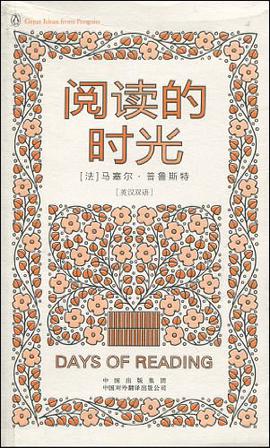 Great Ideas from Penguin
阅读的
时光
[法]马塞尔·普鲁斯特
[英汉双语]
DAYS OF READING
中国出版集团
中国对外翻译出版公司